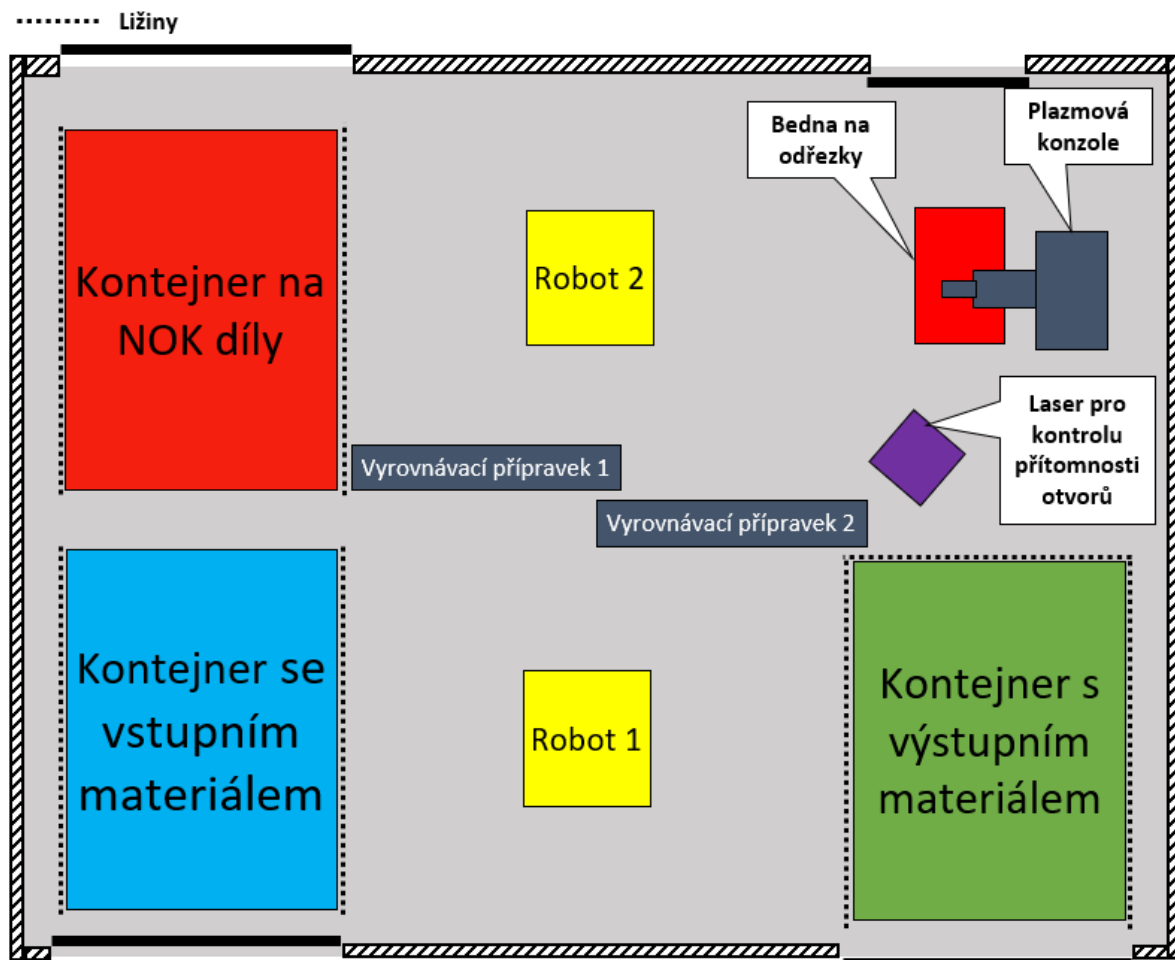 Ližiny
Bedna na
odřezky
Plazmová
konzole
Kontejner na
NOK díly
Robot 2
Laser pro
kontrolu
přítomnosti
otvorů
Vyrovnávací přípravek 1
Vyrovnávací přípravek 2
Kontejner se
vstupním
materiálem
Robot 1
Kontejner s
výstupním
materiálem